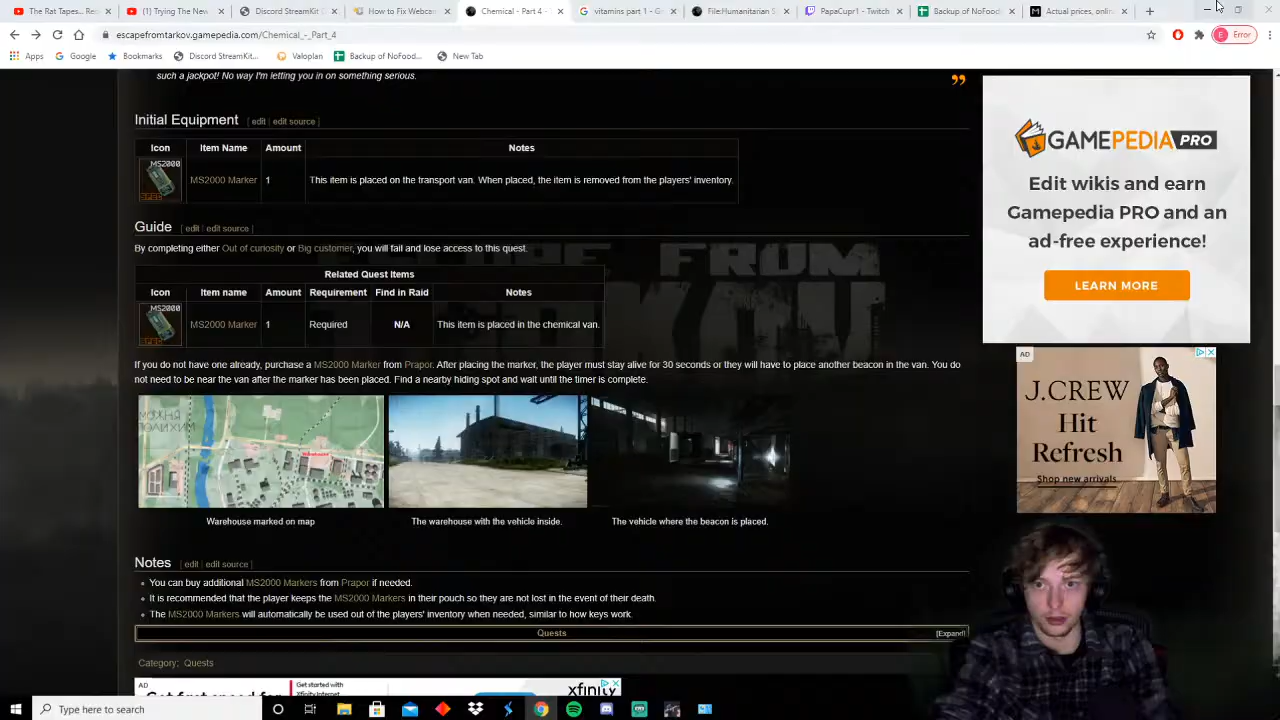 The Red Tapes... Re
(1) Trying The New
Discord StreamKit
How to Fix Webcam
Chemical - Part 4 -
vitamins part 1 - G
File:Humanitarian S
PapaCupr1 - Twitch
Backup of NoFood
Actual prices, onlin
escapefromtarkov.gamepedia.com/Chemical_-_Part_4
E Error
Apps
Google
Bookmarks
Discord StreamKit...
Valoplan
Backup of NoFood...
New Tab
such a jackpot! No way I'm letting you in on something serious.
Initial Equipment [ edit | edit source ]
Icon Item Name Amount Notes
MS2000
MS2000 Marker 1 This item is placed on the transport van. When placed, the item is removed from the players' inventory.
Guide [ edit | edit source ]
By completing either Out of curiosity or Big customer, you will fail and lose access to this quest.
Related Quest Items
Icon Item name Amount Requirement Find in Raid Notes
MS2000
MS2000 Marker 1 Required N/A This item is placed in the chemical van.
If you do not have one already, purchase a MS2000 Marker from Prapor. After placing the marker, the player must stay alive for 30 seconds or they will have to place another beacon in the van. You do
not need to be near the van after the marker has been placed. Find a nearby hiding spot and wait until the timer is complete.
Warehouse marked on map
The warehouse with the vehicle inside.
The vehicle where the beacon is placed.
Notes [ edit | edit source ]
You can buy additional MS2000 Markers from Prapor if needed.
It is recommended that the player keeps the MS2000 Markers in their pouch so they are not lost in the event of their death.
The MS2000 Markers will automatically be used out of the players' inventory when needed, similar to how keys work.
Quests
[Expand]
Category: Quests
AD
Get started with
Xfinity Internet
xfinity
GAMEPEDIA PRO
Edit wikis and earn
Gamepedia PRO and an
ad-free experience!
LEARN MORE
AD
J.CREW
Hit
Refresh
Shop new arrivals
Type here to search